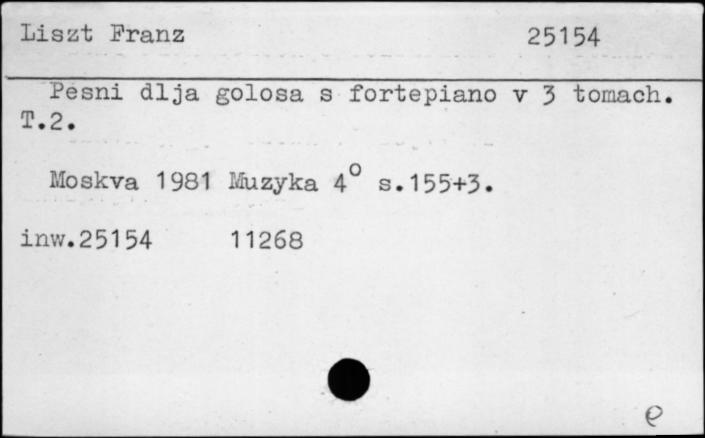 Liszt Franz 25154
Pesni dlja golosa s fortepiano v 3 tomach.
T.2.
Moskva 1981 Muzyka 4° s.155+3.
inw.25154 11268
e